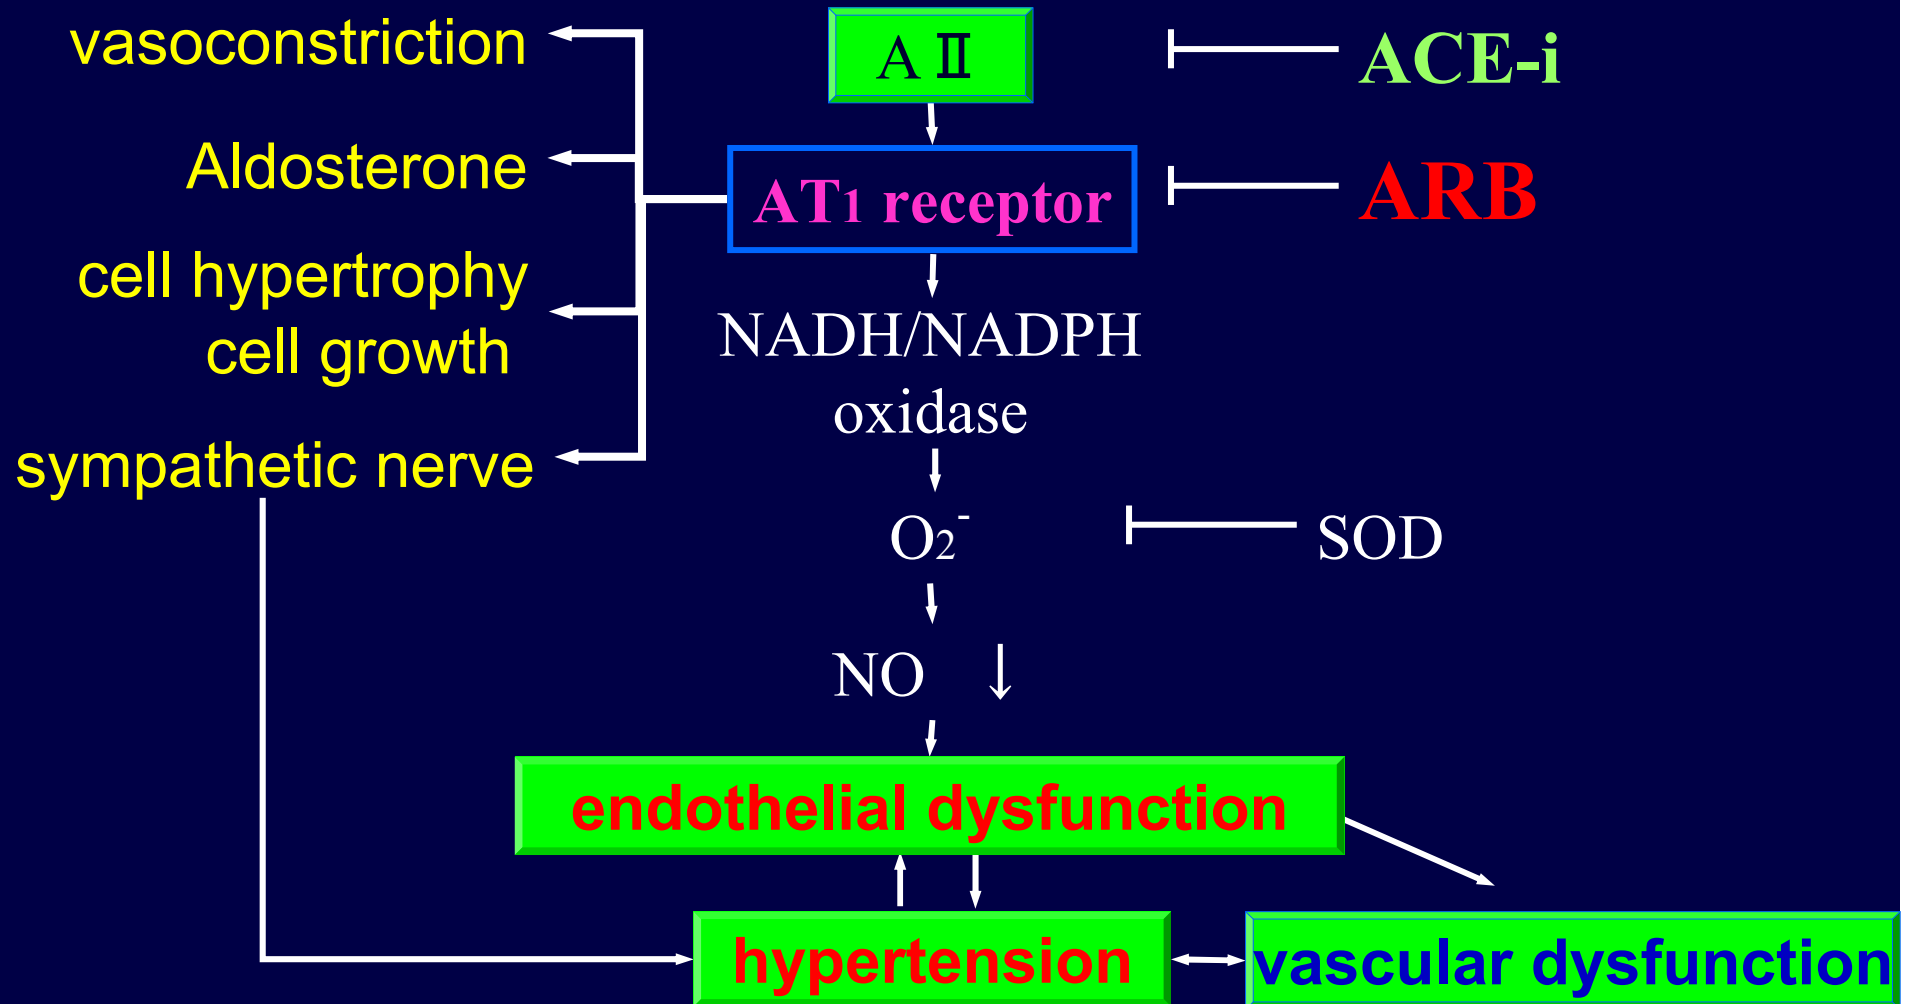 vasoconstriction
Aldosterone
cell hypertrophy
cell growth
sympathetic nerve
A Ⅱ
AT1 receptor
NADH/NADPH
oxidase
O2-
NO ↓
endothelial dysfunction
hypertension
vascular dysfunction
ACE-i
ARB
SOD